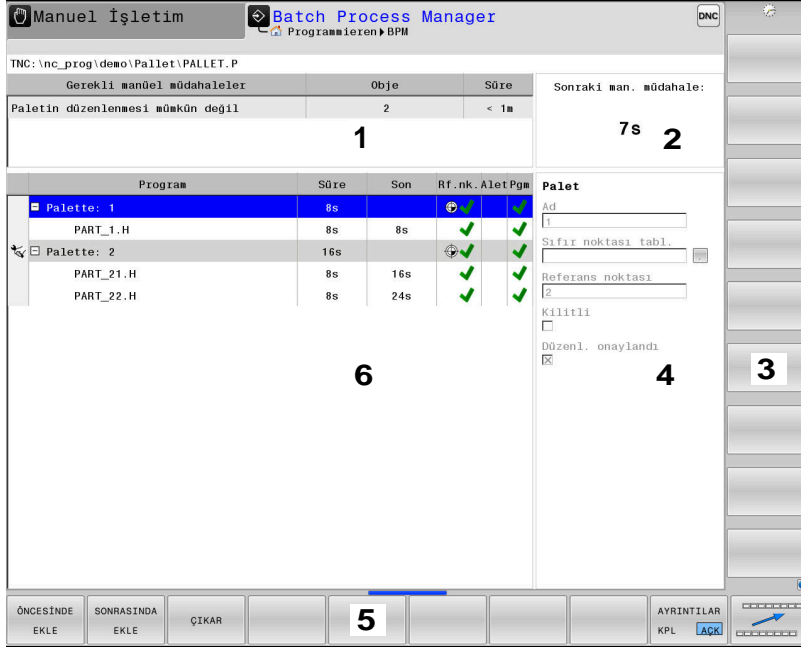 Manuel İşletim
Batch Process Manager
DNC
Programmieren ▸ BPM
TNC:\nc_prog\demo\Pallet\PALLET.P
Gerekli manüel müdahaleler Obje Süre
Paletin düzenlenmesi mümkün değil 2 < 1m
1
Sonraki man. müdahale:
7s
2
Program Süre Son Rf.nk. Alet Pgm
Palette: 1 8s
PART_1.H 8s 8s
Palette: 2 16s
PART_21.H 8s 16s
PART_22.H 8s 24s
6
Palet
Ad
1
Sıfır noktası tabl.
Referans noktası
2
Kilitli
Düzenl. onaylandı
4
3
ÖNCESİNDE EKLE
SONRASINDA EKLE
ÇIKAR
5
AYRINTILAR
KPL AÇK